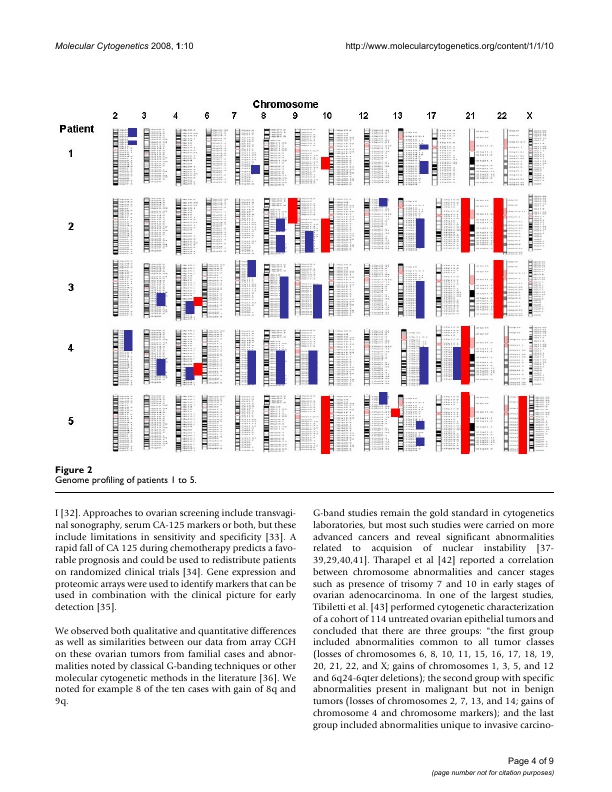 Molecular Cytogenetics 2008, 1:10
http://www.molecularcytogenetics.org/content/1/1/10
Chromosome
2 3 4 6 7 8 9 10 12 13 17 21 22 X
Patient
1
2
3
4
5
Figure 2
Genome profiling of patients 1 to 5.
I [32]. Approaches to ovarian screening include transvagi-
nal sonography, serum CA-125 markers or both, but these
include limitations in sensitivity and specificity [33]. A
rapid fall of CA 125 during chemotherapy predicts a favo-
rable prognosis and could be used to redistribute patients
on randomized clinical trials [34]. Gene expression and
proteomic arrays were used to identify markers that can be
used in combination with the clinical picture for early
detection [35].
We observed both qualitative and quantitative differences
as well as similarities between our data from array CGH
on these ovarian tumors from familial cases and abnor-
malities noted by classical G-banding techniques or other
molecular cytogenetic methods in the literature [36]. We
noted for example 8 of the ten cases with gain of 8q and
9q.
G-band studies remain the gold standard in cytogenetics
laboratories, but most such studies were carried on more
advanced cancers and reveal significant abnormalities
related to acquision of nuclear instability [37-
39,29,40,41]. Tharapel et al [42] reported a correlation
between chromosome abnormalities and cancer stages
such as presence of trisomy 7 and 10 in early stages of
ovarian adenocarcinoma. In one of the largest studies,
Tibiletti et al. [43] performed cytogenetic characterization
of a cohort of 114 untreated ovarian epithelial tumors and
concluded that there are three groups: "the first group
included abnormalities common to all tumor classes
(losses of chromosomes 6, 8, 10, 11, 15, 16, 17, 18, 19,
20, 21, 22, and X; gains of chromosomes 1, 3, 5, and 12
and 6q24-6qter deletions); the second group with specific
abnormalities present in malignant but not in benign
tumors (losses of chromosomes 2, 7, 13, and 14; gains of
chromosome 4 and chromosome markers); and the last
group included abnormalities unique to invasive carcino-
Page 4 of 9
(page number not for citation purposes)